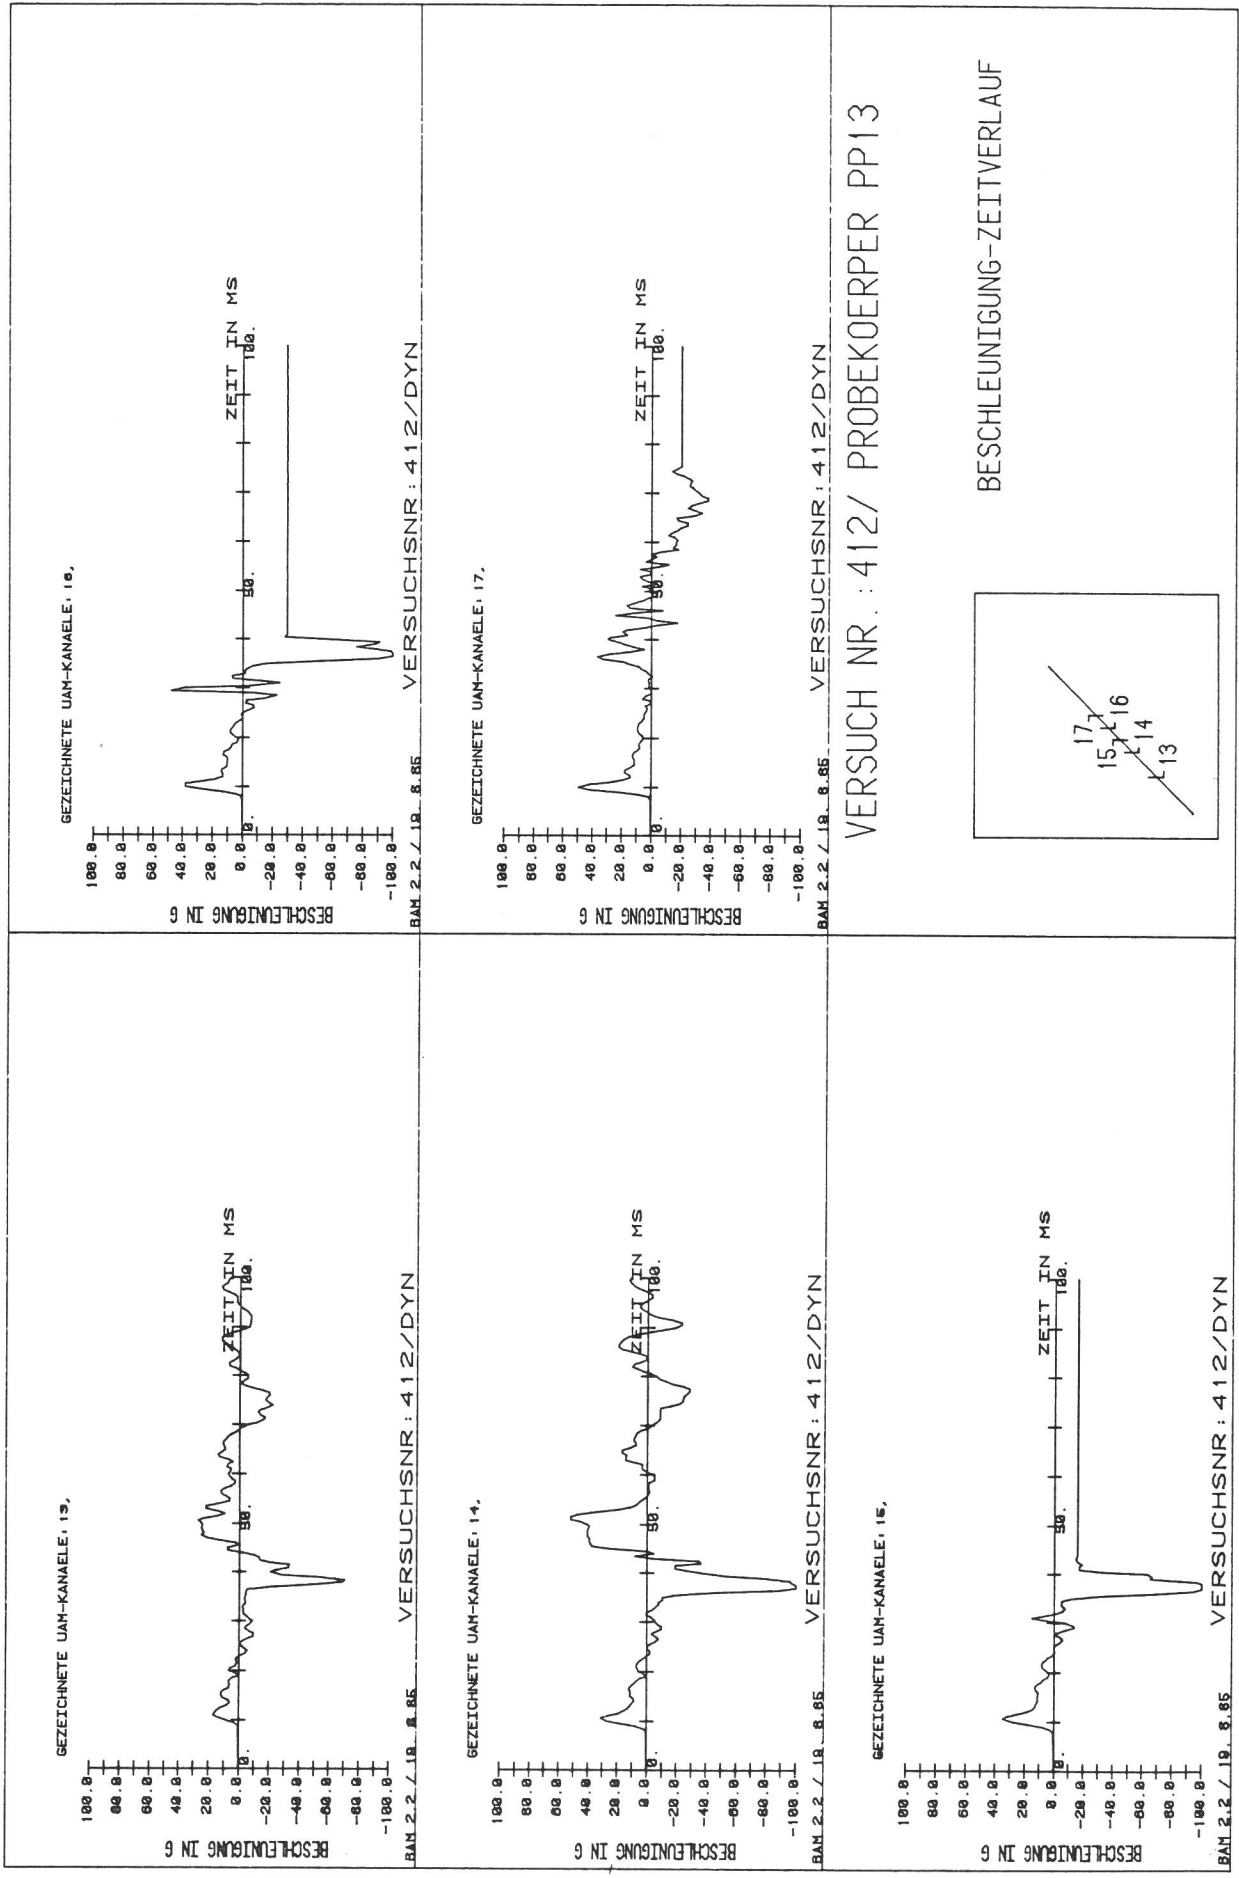 GEZEICHNETE UAM-KANAELE: 13,
BESCHLEUNIGUNG IN G
100.0
80.0
60.0
40.0
20.0
0.0
-20.0
-40.0
-60.0
-80.0
-100.0
0.
50.
100.
ZEIT IN MS
BAM 2.2 / 19. 8.85
VERSUCHSNR: 412/DYN
GEZEICHNETE UAM-KANAELE: 16,
BESCHLEUNIGUNG IN G
100.0
80.0
60.0
40.0
20.0
0.0
-20.0
-40.0
-60.0
-80.0
-100.0
0.
50.
100.
ZEIT IN MS
BAM 2.2 / 19. 8.85
VERSUCHSNR: 412/DYN
GEZEICHNETE UAM-KANAELE: 14,
BESCHLEUNIGUNG IN G
100.0
80.0
60.0
40.0
20.0
0.0
-20.0
-40.0
-60.0
-80.0
-100.0
0.
50.
100.
ZEIT IN MS
BAM 2.2 / 19. 8.85
VERSUCHSNR: 412/DYN
GEZEICHNETE UAM-KANAELE: 17,
BESCHLEUNIGUNG IN G
100.0
80.0
60.0
40.0
20.0
0.0
-20.0
-40.0
-60.0
-80.0
-100.0
0.
50.
100.
ZEIT IN MS
BAM 2.2 / 19. 8.85
VERSUCHSNR: 412/DYN
GEZEICHNETE UAM-KANAELE: 15,
BESCHLEUNIGUNG IN G
100.0
80.0
60.0
40.0
20.0
0.0
-20.0
-40.0
-60.0
-80.0
-100.0
0.
50.
100.
ZEIT IN MS
BAM 2.2 / 19. 8.85
VERSUCHSNR: 412/DYN
VERSUCH NR.: 412/ PROBEKOERPER PP13
BESCHLEUNIGUNG-ZEITVERLAUF
17
15
16
14
13